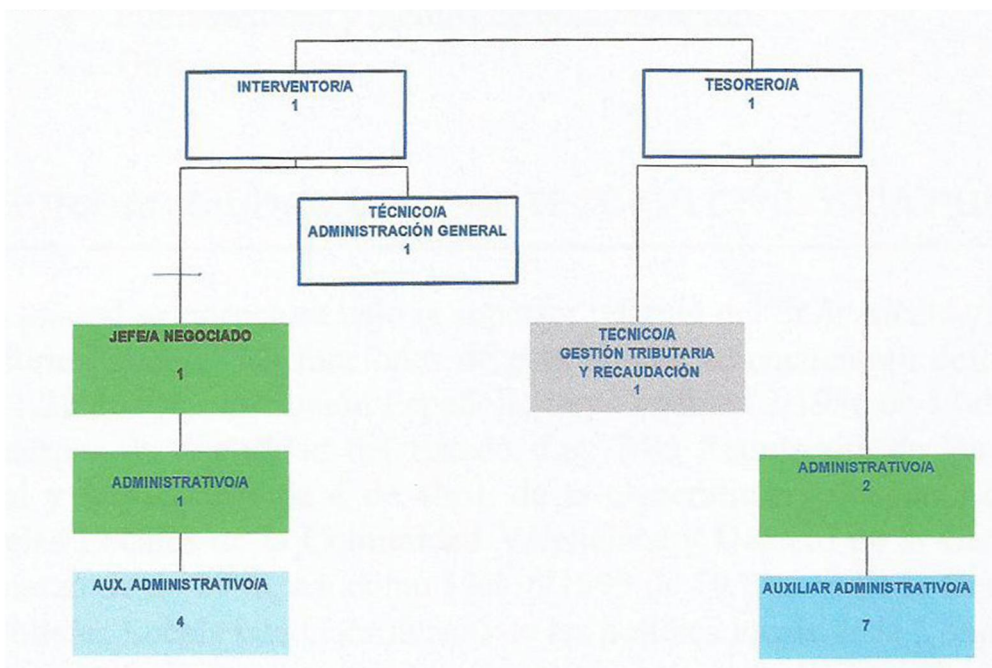 INTERVENTOR/A
1
TESORERO/A
1
TÉCNICO/A
ADMINISTRACIÓN GENERAL
1
JEFE/A NEGOCIADO
1
TECNICO/A
GESTIÓN TRIBUTARIA
Y RECAUDACIÓN
1
ADMINISTRATIVO/A
1
ADMINISTRATIVO/A
2
AUX. ADMINISTRATIVO/A
4
AUXILIAR ADMINISTRATIVO/A
7